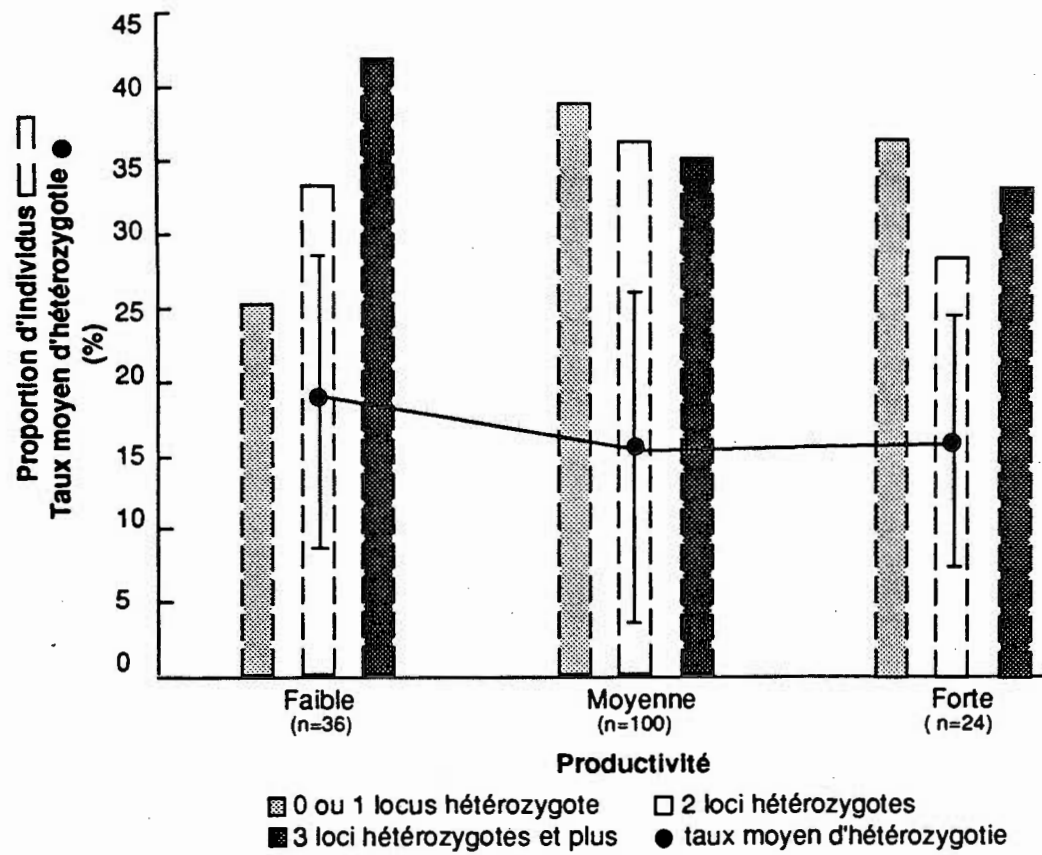 45
40
35
30
25
20
15
10
5
0
Proportion d'individus
Taux moyen d'hétérozygotie ●
(%)
Faible
(n=36)
Moyenne
(n=100)
Forte
( n=24)
Productivité
0 ou 1 locus hétérozygote
2 loci hétérozygotes
3 loci hétérozygotes et plus
taux moyen d'hétérozygotie